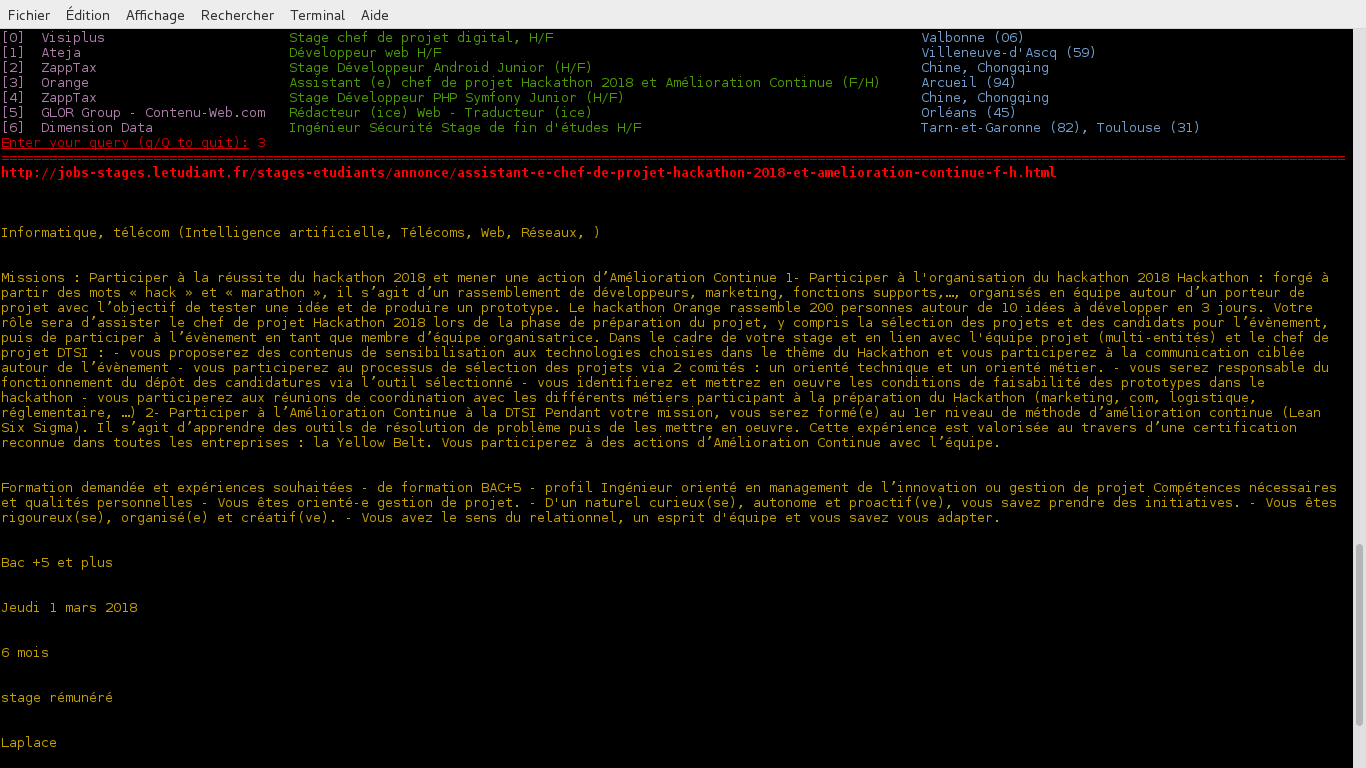 Fichier Édition Affichage Rechercher Terminal Aide
[0] Visiplus Stage chef de projet digital, H/F Valbonne (06)
[1] Ateja Développeur web H/F Villeneuve-d'Ascq (59)
[2] ZappTax Stage Développeur Android Junior (H/F) Chine, Chongqing
[3] Orange Assistant (e) chef de projet Hackathon 2018 et Amélioration Continue (F/H) Arcueil (94)
[4] ZappTax Stage Développeur PHP Symfony Junior (H/F) Chine, Chongqing
[5] GLOR Group - Contenu-Web.com Rédacteur (ice) Web - Traducteur (ice) Orléans (45)
[6] Dimension Data Ingénieur Sécurité Stage de fin d'études H/F Tarn-et-Garonne (82), Toulouse (31)
Enter your query (q/Q to quit): 3
http://jobs-stages.letudiant.fr/stages-etudiants/annonce/assistant-e-chef-de-projet-hackathon-2018-et-amelioration-continue-f-h.html
Informatique, télécom (Intelligence artificielle, Télécoms, Web, Réseaux, )
Missions : Participer à la réussite du hackathon 2018 et mener une action d’Amélioration Continue 1- Participer à l'organisation du hackathon 2018 Hackathon : forgé à
partir des mots « hack » et « marathon », il s’agit d’un rassemblement de développeurs, marketing, fonctions supports,…, organisés en équipe autour d’un porteur de
projet avec l’objectif de tester une idée et de produire un prototype. Le hackathon Orange rassemble 200 personnes autour de 10 idées à développer en 3 jours. Votre
rôle sera d’assister le chef de projet Hackathon 2018 lors de la phase de préparation du projet, y compris la sélection des projets et des candidats pour l’évènement,
puis de participer à l’évènement en tant que membre d’équipe organisatrice. Dans le cadre de votre stage et en lien avec l'équipe projet (multi-entités) et le chef de
projet DTSI : - vous proposerez des contenus de sensibilisation aux technologies choisies dans le thème du Hackathon et vous participerez à la communication ciblée
autour de l’évènement - vous participerez au processus de sélection des projets via 2 comités : un orienté technique et un orienté métier. - vous serez responsable du
fonctionnement du dépôt des candidatures via l’outil sélectionné - vous identifierez et mettrez en oeuvre les conditions de faisabilité des prototypes dans le
hackathon - vous participerez aux réunions de coordination avec les différents métiers participant à la préparation du Hackathon (marketing, com, logistique,
réglementaire, …) 2- Participer à l’Amélioration Continue à la DTSI Pendant votre mission, vous serez formé(e) au 1er niveau de méthode d’amélioration continue (Lean
Six Sigma). Il s’agit d’apprendre des outils de résolution de problème puis de les mettre en oeuvre. Cette expérience est valorisée au travers d’une certification
reconnue dans toutes les entreprises : la Yellow Belt. Vous participerez à des actions d’Amélioration Continue avec l’équipe.
Formation demandée et expériences souhaitées - de formation BAC+5 - profil Ingénieur orienté en management de l’innovation ou gestion de projet Compétences nécessaires
et qualités personnelles - Vous êtes orienté-e gestion de projet. - D'un naturel curieux(se), autonome et proactif(ve), vous savez prendre des initiatives. - Vous êtes
rigoureux(se), organisé(e) et créatif(ve). - Vous avez le sens du relationnel, un esprit d'équipe et vous savez vous adapter.
Bac +5 et plus
Jeudi 1 mars 2018
6 mois
stage rémunéré
Laplace